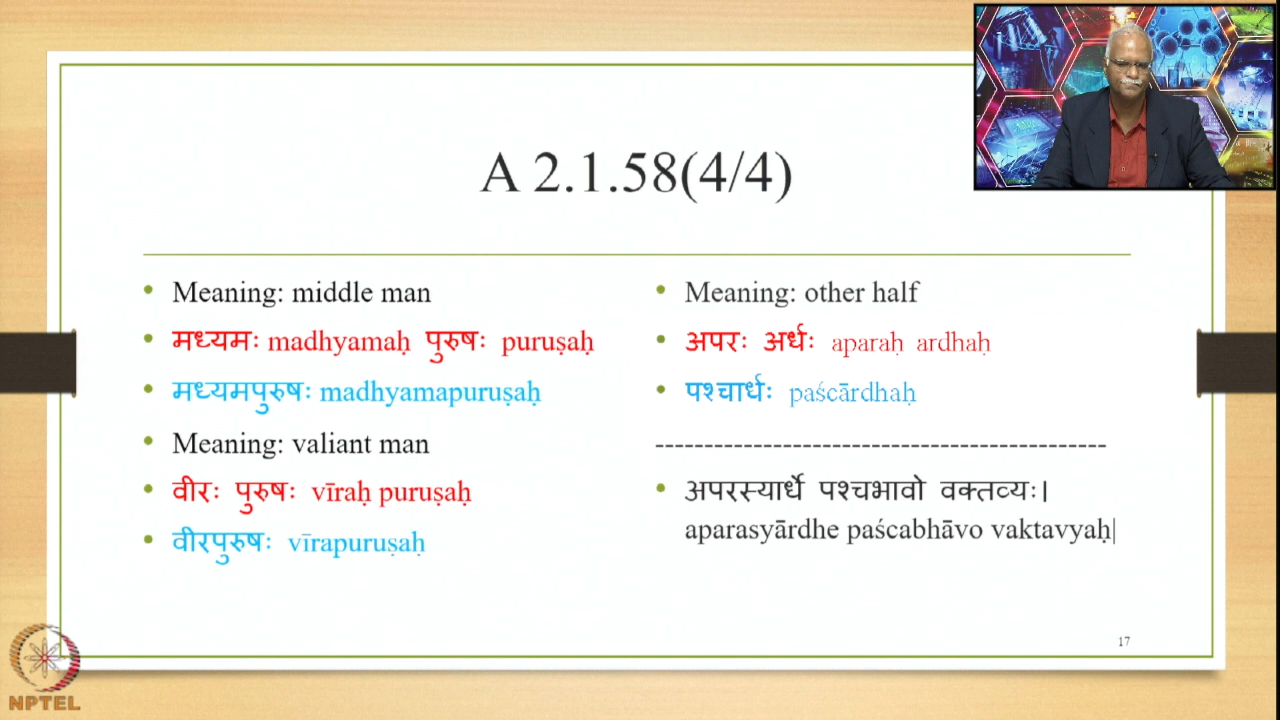 A 2.1.58(4/4)
• Meaning: middle man
• मध्यमः madhyamaḥ पुरुषः puruṣaḥ
• मध्यमपुरुषः madhyamapuruṣaḥ
• Meaning: valiant man
• वीरः पुरुषः vīraḥ puruṣaḥ
• वीरपुरुषः vīrapuruṣaḥ
• Meaning: other half
• अपरः अर्धः aparaḥ ardhaḥ
• पश्चार्धः paścārdhaḥ
----------------------------------------------
• अपरस्यार्धे पश्चभावो वक्तव्यः।
aparasyārdhe paścabhāvo vaktavyaḥ|
17
NPTEL